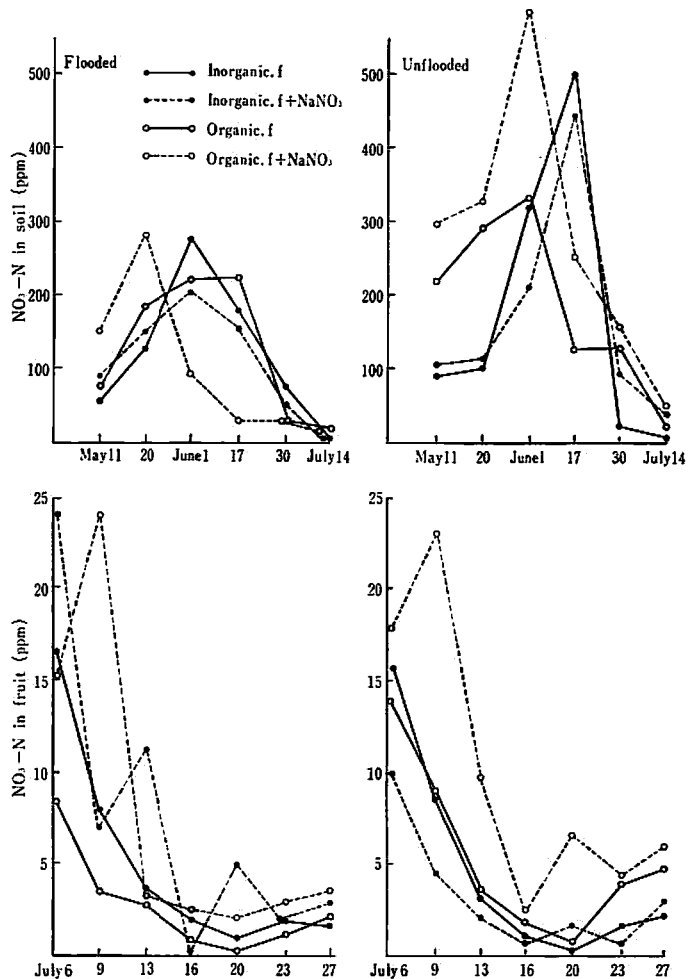 Flooded
Inorganic. f
Inorganic. f+NaNO₃
Organic. f
Organic. f+NaNO₃
NO₃-N in soil (ppm)
500
400
300
200
100
May11 20 June1 17 30 July14
Unflooded
500
400
300
200
100
May11 20 June1 17 30 July14
NO₃-N in fruit (ppm)
25
20
15
10
5
July6 9 13 16 20 23 27
25
20
15
10
5
July6 9 13 16 20 23 27